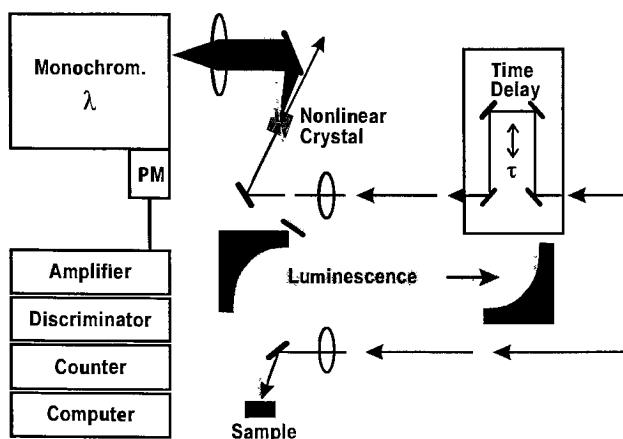 Monochrom.
λ
PM
Amplifier
Discriminator
Counter
Computer
Nonlinear
Crystal
Time
Delay
τ
Luminescence
Sample